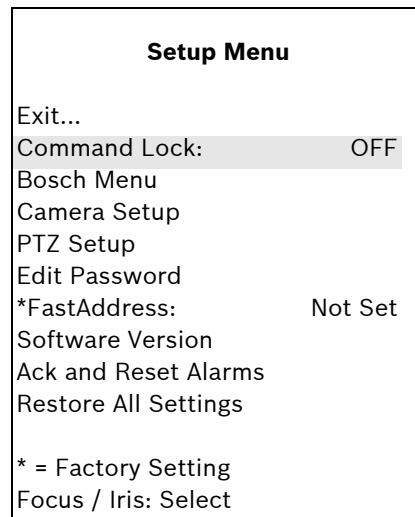 Setup Menu
Exit...
Command Lock: OFF
Bosch Menu
Camera Setup
PTZ Setup
Edit Password
*FastAddress: Not Set
Software Version
Ack and Reset Alarms
Restore All Settings
* = Factory Setting
Focus / Iris: Select